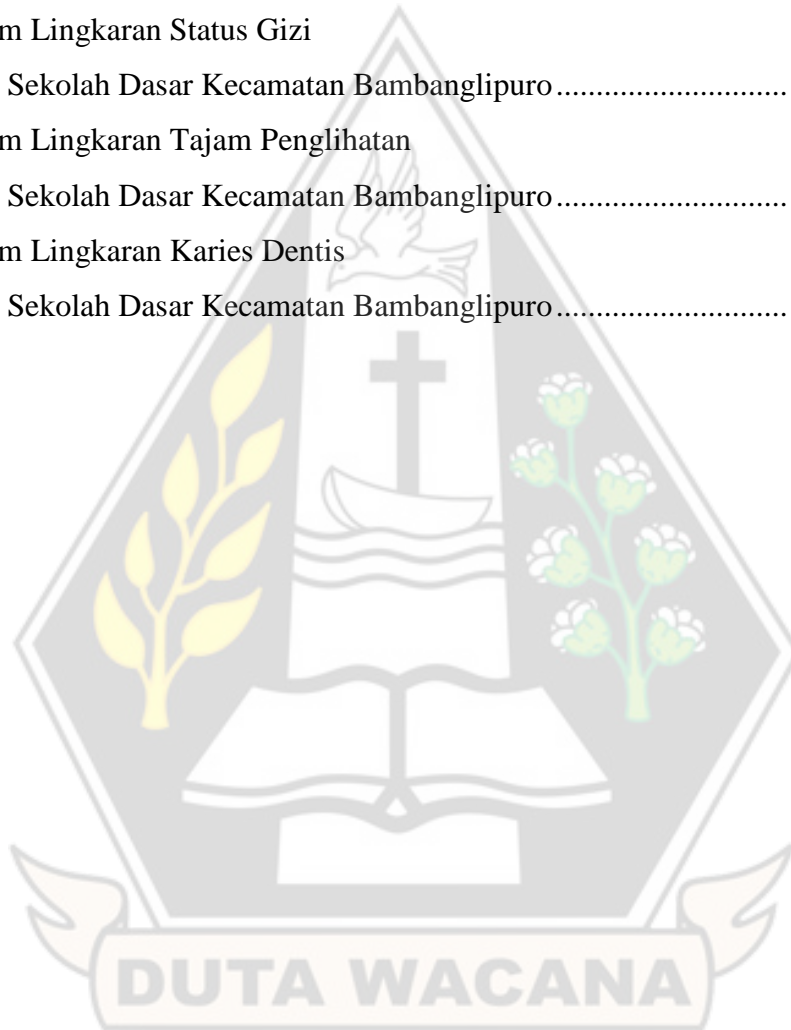 m Lingkaran Status Gizi
Sekolah Dasar Kecamatan Bambanglipuro.............................
m Lingkaran Tajam Penglihatan
Sekolah Dasar Kecamatan Bambanglipuro.............................
m Lingkaran Karies Dentis
Sekolah Dasar Kecamatan Bambanglipuro.............................
DUTA WACANA